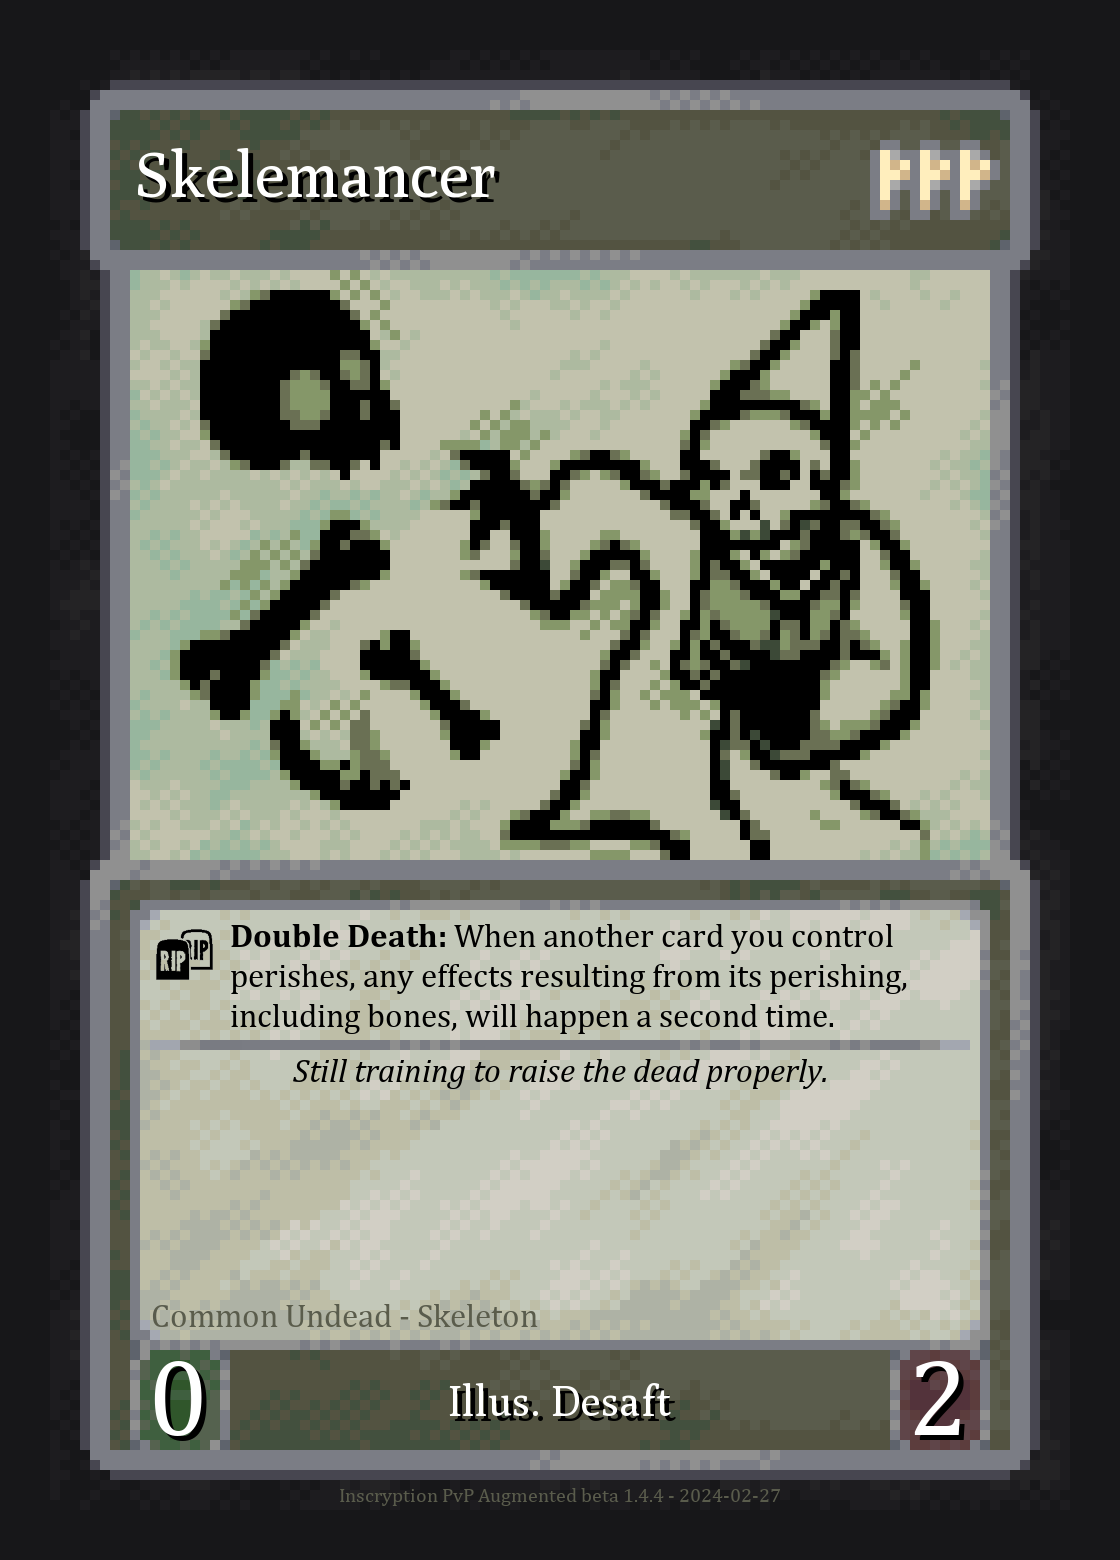 Skelemancer
RIP RIP
Double Death: When another card you control
perishes, any effects resulting from its perishing,
including bones, will happen a second time.
Still training to raise the dead properly.
Common Undead - Skeleton
0 Illus. Desaft 2
Inscryption PvP Augmented beta 1.4.4 - 2024-02-27